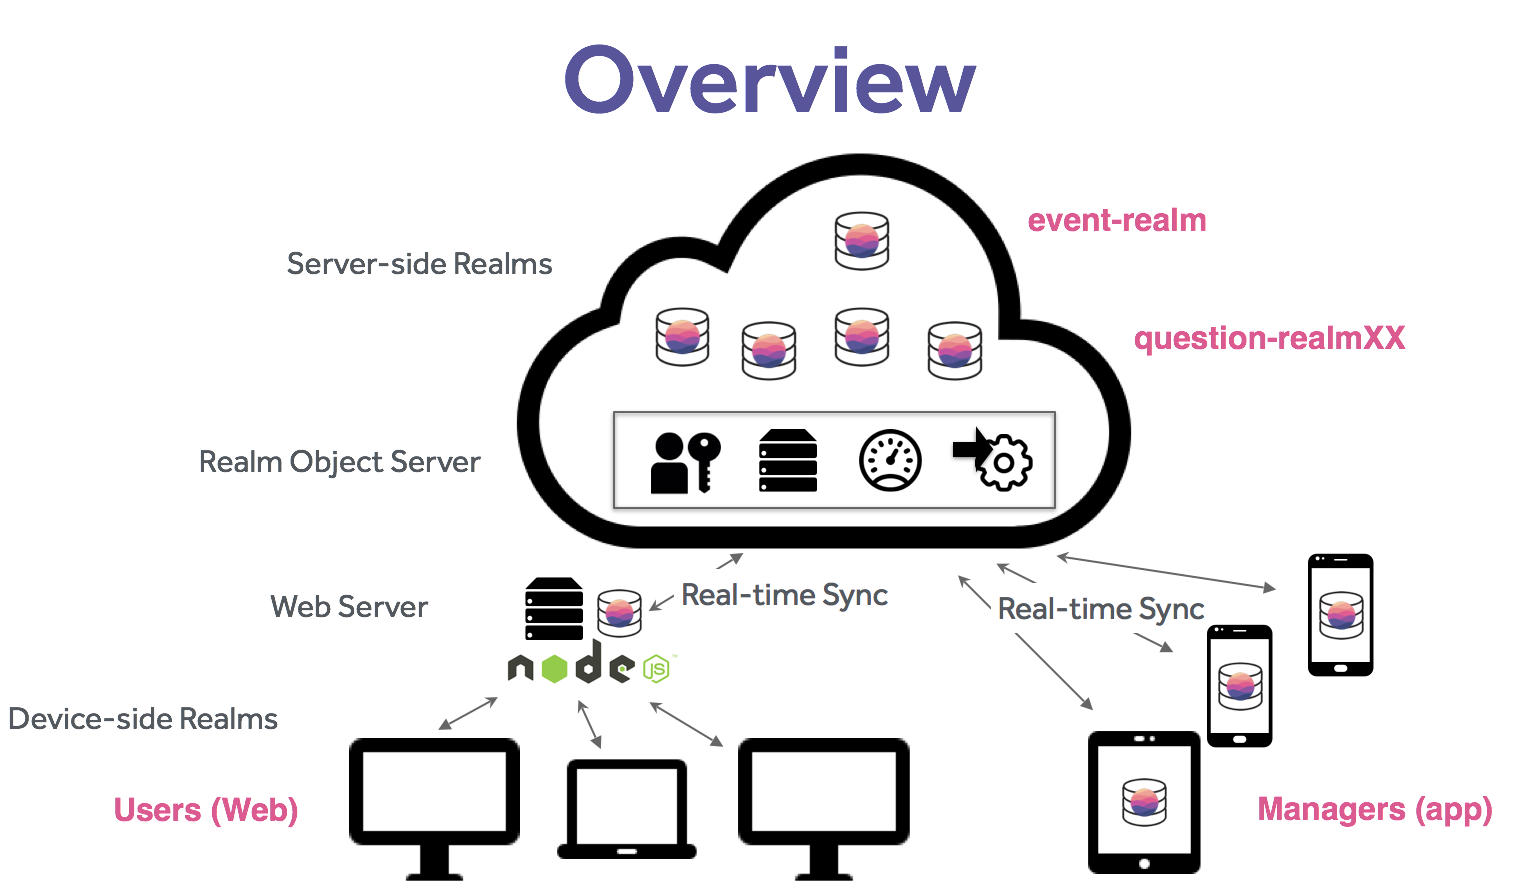 Overview
event-realm
Server-side Realms
question-realmXX
Realm Object Server
Real-time Sync
Web Server
Real-time Sync
node
JS
™
Device-side Realms
Users (Web)
Managers (app)